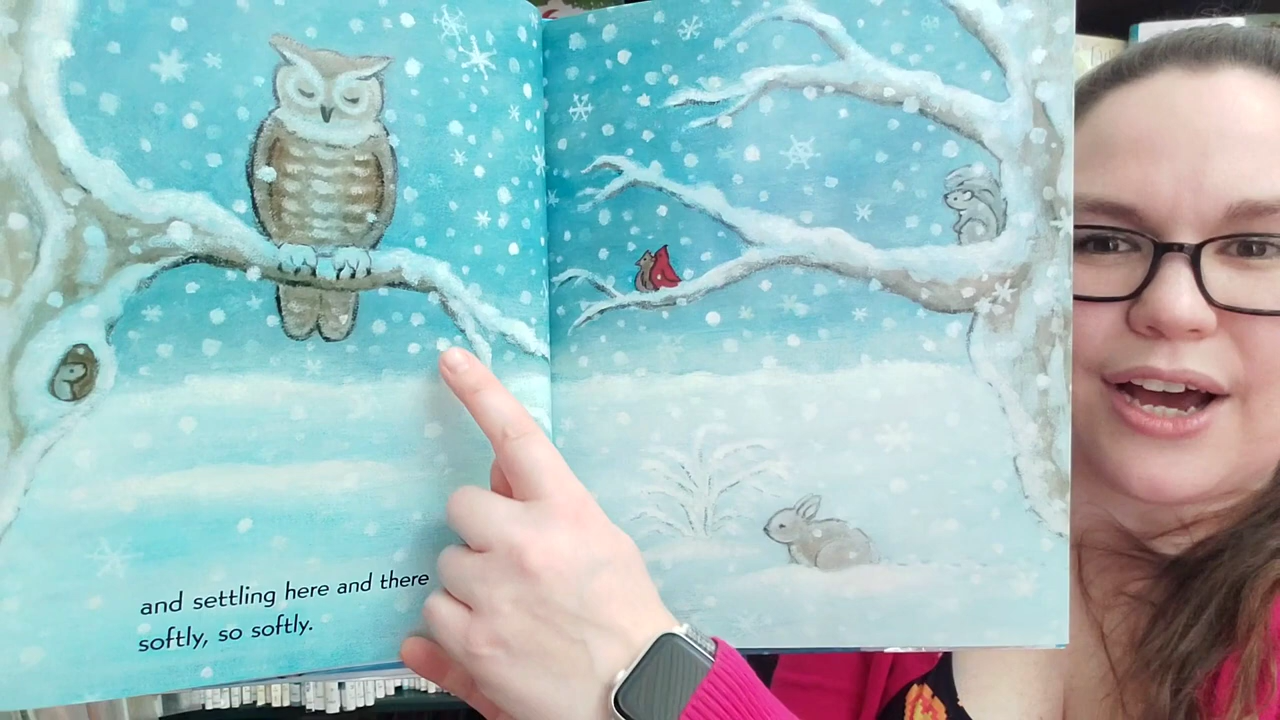 and settling here and there
softly, so softly.